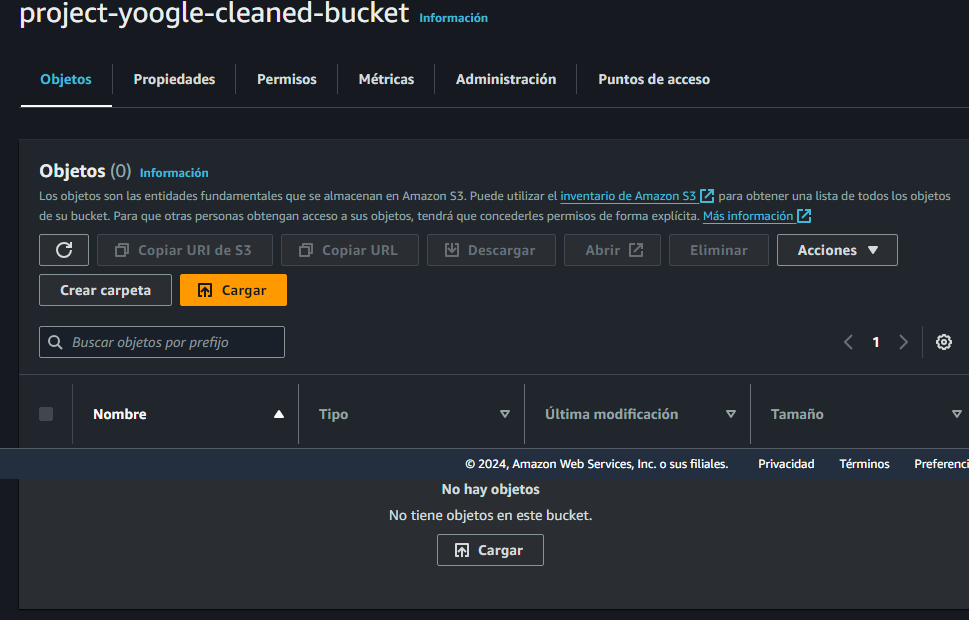 project-yoogle-cleaned-bucket Información
Objetos Propiedades Permisos Métricas Administración Puntos de acceso
Objetos (0) Información
Los objetos son las entidades fundamentales que se almacenan en Amazon S3. Puede utilizar el inventario de Amazon S3 para obtener una lista de todos los objetos
de su bucket. Para que otras personas obtengan acceso a sus objetos, tendrá que concederles permisos de forma explícita. Más información
Copiar URI de S3 Copiar URL Descargar Abrir Eliminar Acciones
Crear carpeta Cargar
Buscar objetos por prefijo 1
Nombre Tipo Última modificación Tamaño
© 2024, Amazon Web Services, Inc. o sus filiales. Privacidad Términos Preferenci
No hay objetos
No tiene objetos en este bucket.
Cargar